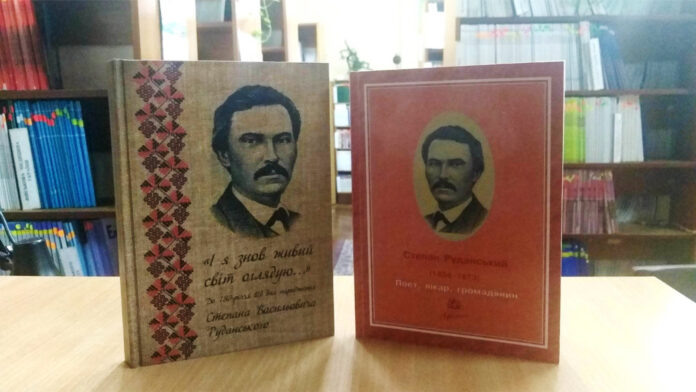 "І я знов живий
світ оглядую..."
До 180-річчя від дня народження
Степана Васильовича
Руданського
Степан Руданський
(1834-1873)
Поет, лікар, громадянин